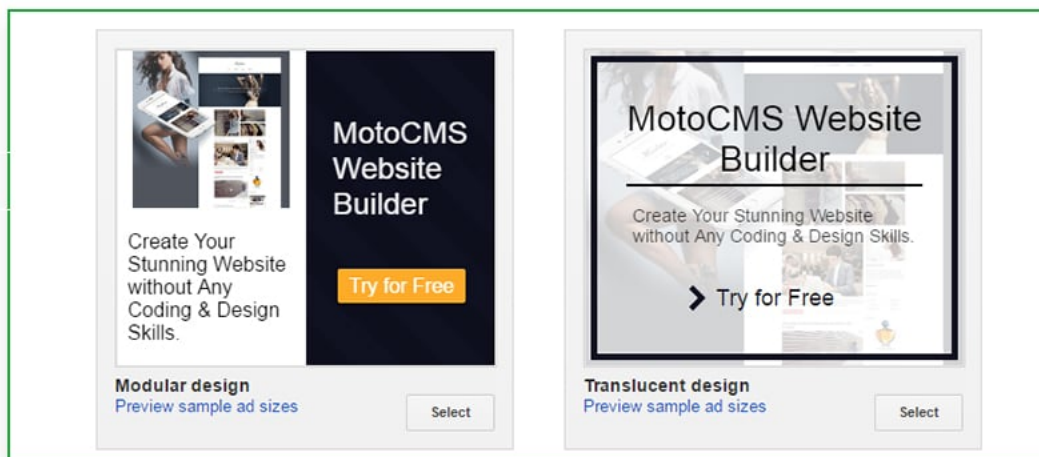 MotoCMS
Website
Builder
Create Your
Stunning Website
without Any
Coding & Design
Skills.
Try for Free
Modular design
Preview sample ad sizes
Select
MotoCMS Website
Builder
Create Your Stunning Website
without Any Coding & Design Skills.
Try for Free
Translucent design
Preview sample ad sizes
Select